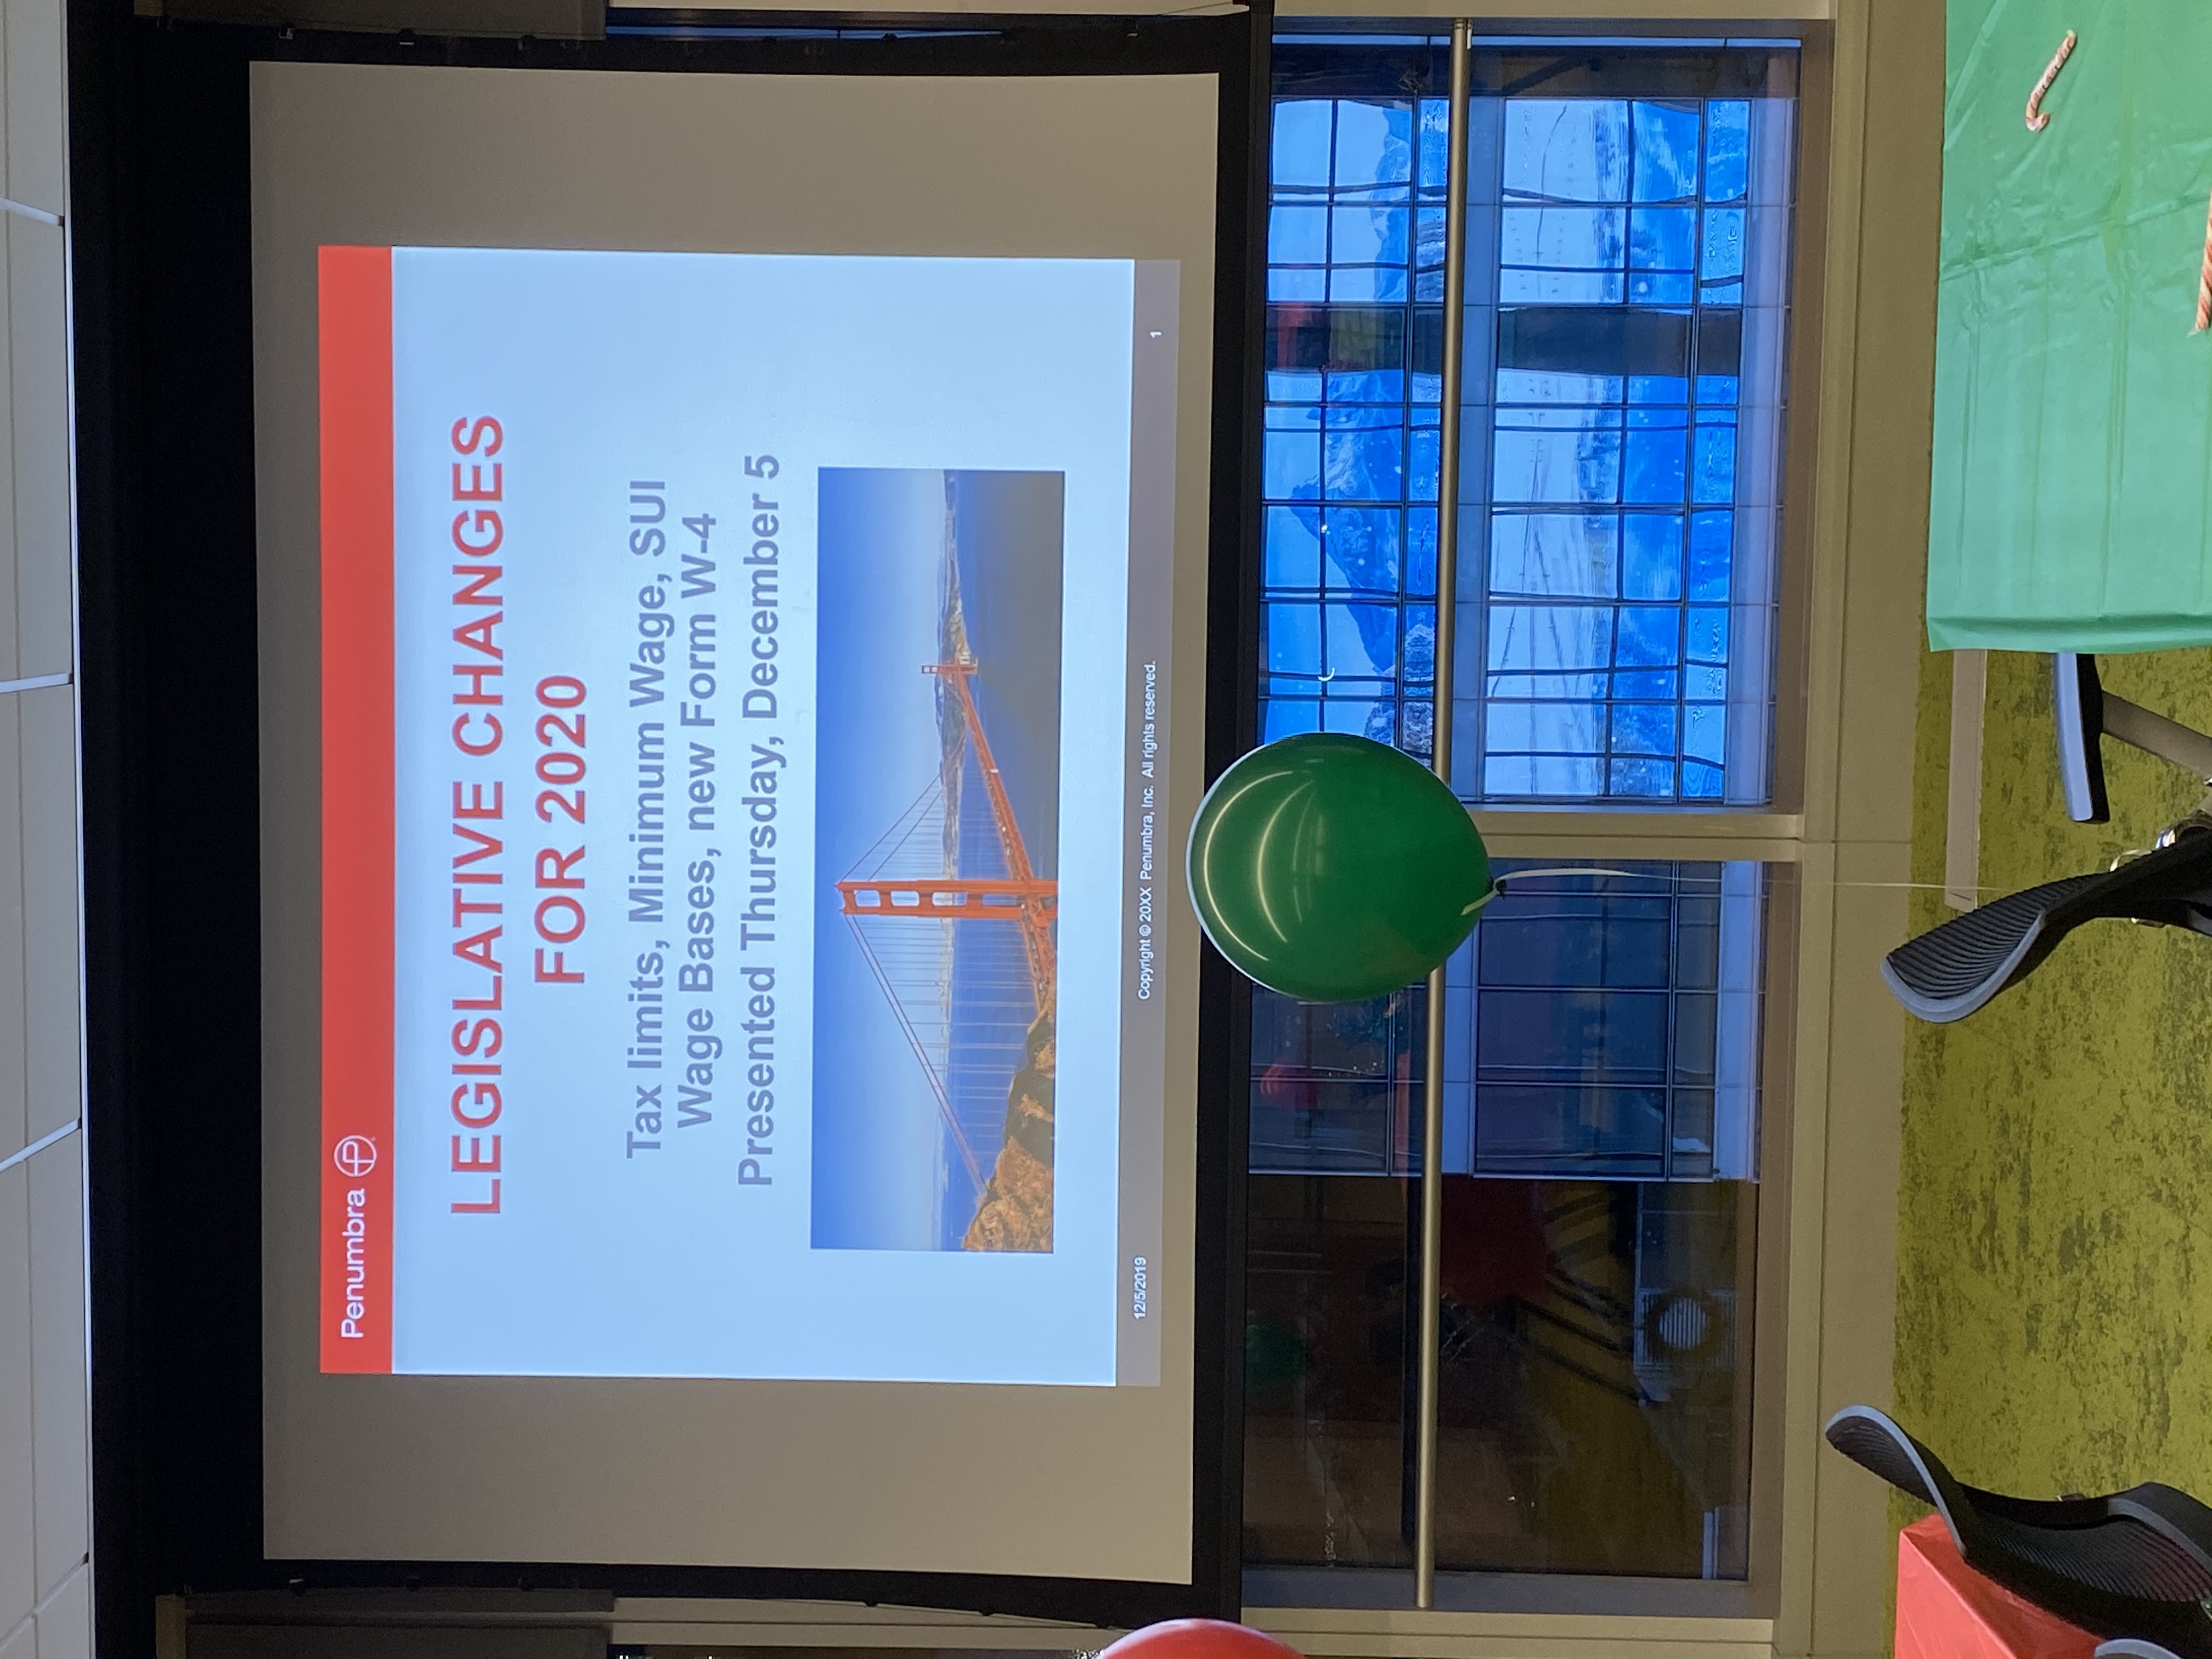 Penumbra
LEGISLATIVE CHANGES
FOR 2020
Tax limits, Minimum Wage, SUI
Wage Bases, new Form W-4
Presented Thursday, December 5
12/5/2019
Copyright © 20XX Penumbra, Inc. All rights reserved.
1